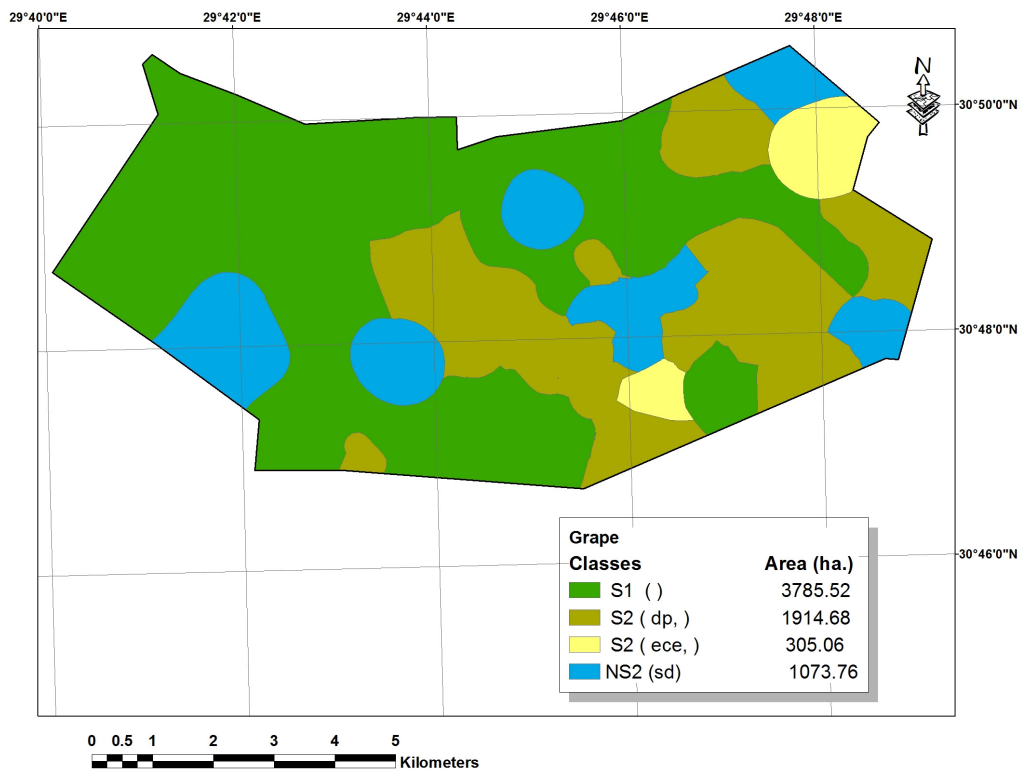 29°40'0"E 29°42'0"E 29°44'0"E 29°46'0"E 29°48'0"E
N
30°50'0"N
30°48'0"N
30°46'0"N
Grape
Classes Area (ha.)
S1 ( ) 3785.52
S2 ( dp, ) 1914.68
S2 ( ece, ) 305.06
NS2 (sd) 1073.76
0 0.5 1 2 3 4 5
Kilometers